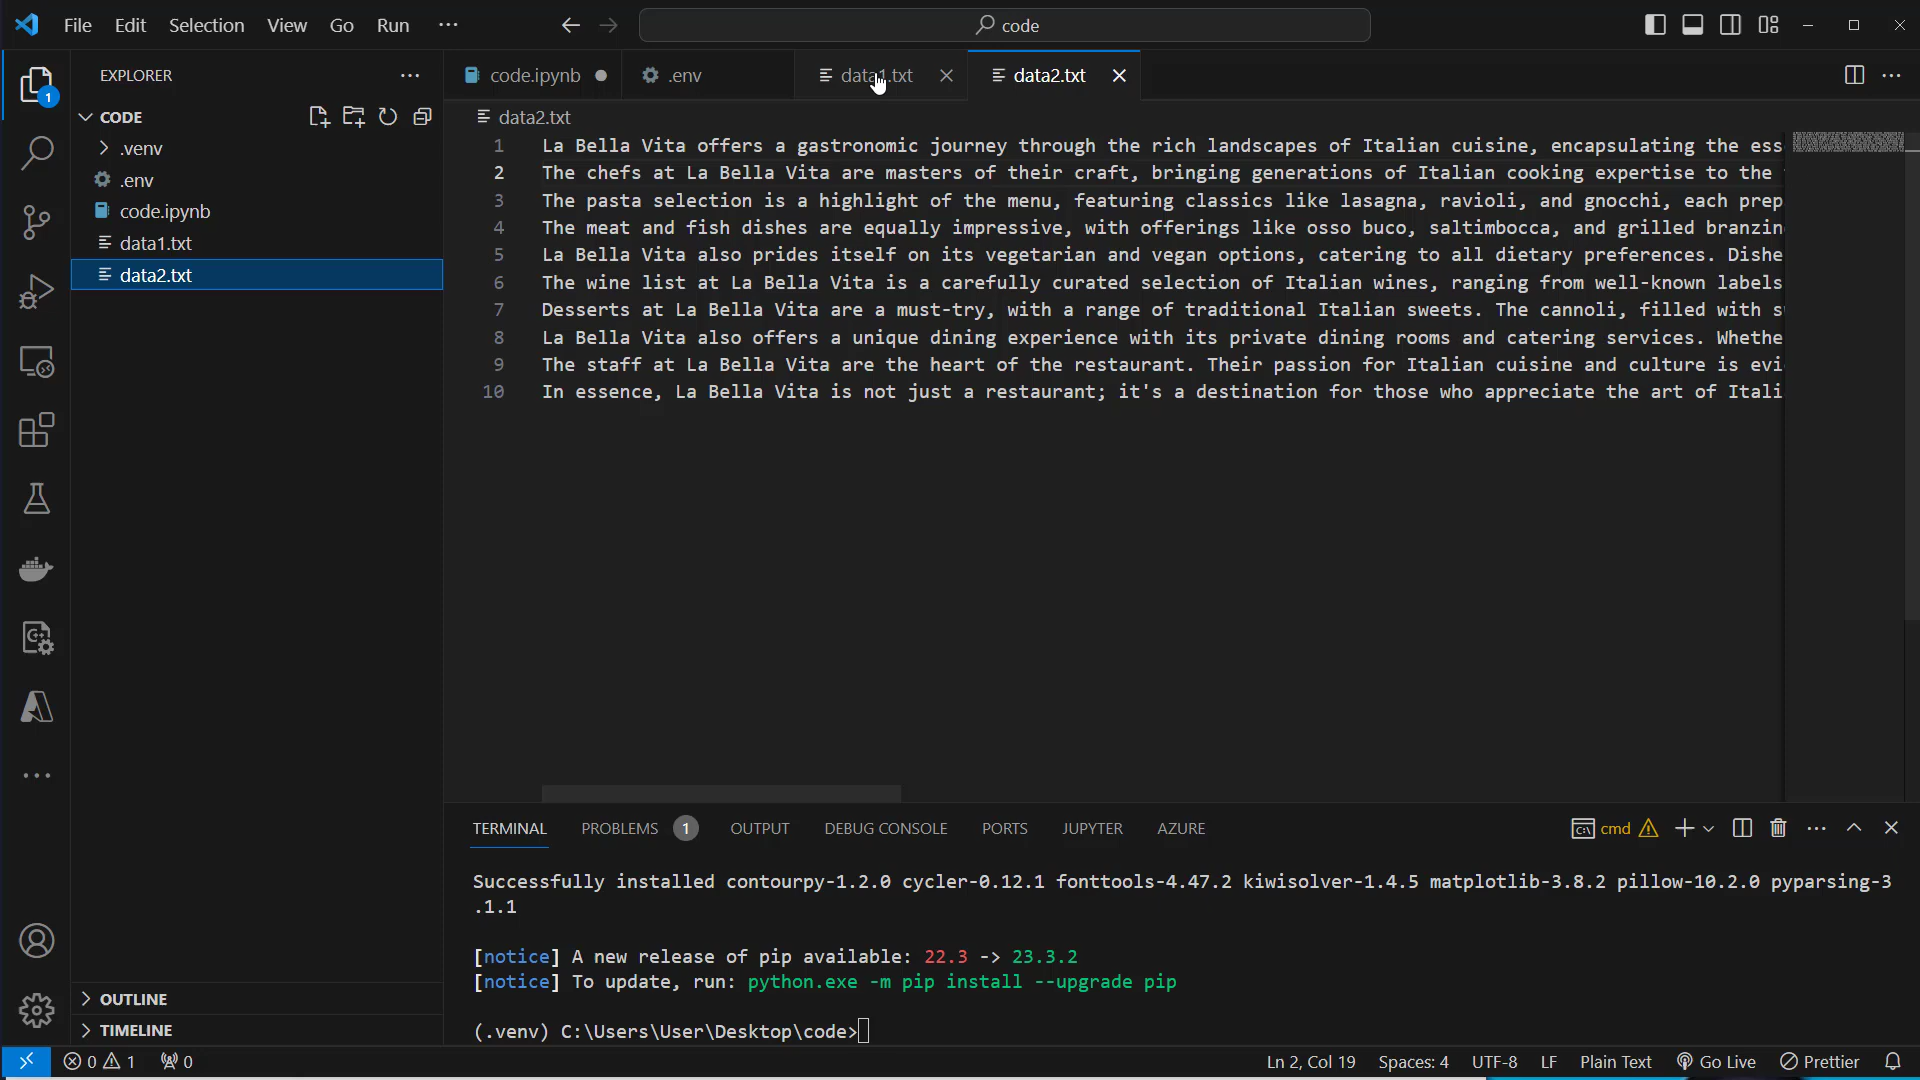 File Edit Selection View Go Run ··· code
EXPLORER ···
1
CODE
.venv
.env
code.ipynb
data1.txt
data2.txt
OUTLINE
TIMELINE
code.ipynb .env data1.txt data2.txt
data2.txt
1 La Bella Vita offers a gastronomic journey through the rich landscapes of Italian cuisine, encapsulating the ess
2 The chefs at La Bella Vita are masters of their craft, bringing generations of Italian cooking expertise to the
3 The pasta selection is a highlight of the menu, featuring classics like lasagna, ravioli, and gnocchi, each prep
4 The meat and fish dishes are equally impressive, with offerings like osso buco, saltimbocca, and grilled branzin
5 La Bella Vita also prides itself on its vegetarian and vegan options, catering to all dietary preferences. Dishe
6 The wine list at La Bella Vita is a carefully curated selection of Italian wines, ranging from well-known labels
7 Desserts at La Bella Vita are a must-try, with a range of traditional Italian sweets. The cannoli, filled with s
8 La Bella Vita also offers a unique dining experience with its private dining rooms and catering services. Whethe
9 The staff at La Bella Vita are the heart of the restaurant. Their passion for Italian cuisine and culture is evi
10 In essence, La Bella Vita is not just a restaurant; it's a destination for those who appreciate the art of Itali
TERMINAL PROBLEMS 1 OUTPUT DEBUG CONSOLE PORTS JUPYTER AZURE cmd
Successfully installed contourpy-1.2.0 cycler-0.12.1 fonttools-4.47.2 kiwisolver-1.4.5 matplotlib-3.8.2 pillow-10.2.0 pyparsing-3
.1.1
[notice] A new release of pip available: 22.3 -> 23.3.2
[notice] To update, run: python.exe -m pip install --upgrade pip
(.venv) C:\Users\User\Desktop\code>
0 1 0 Ln 2, Col 19 Spaces: 4 UTF-8 LF Plain Text Go Live Prettier